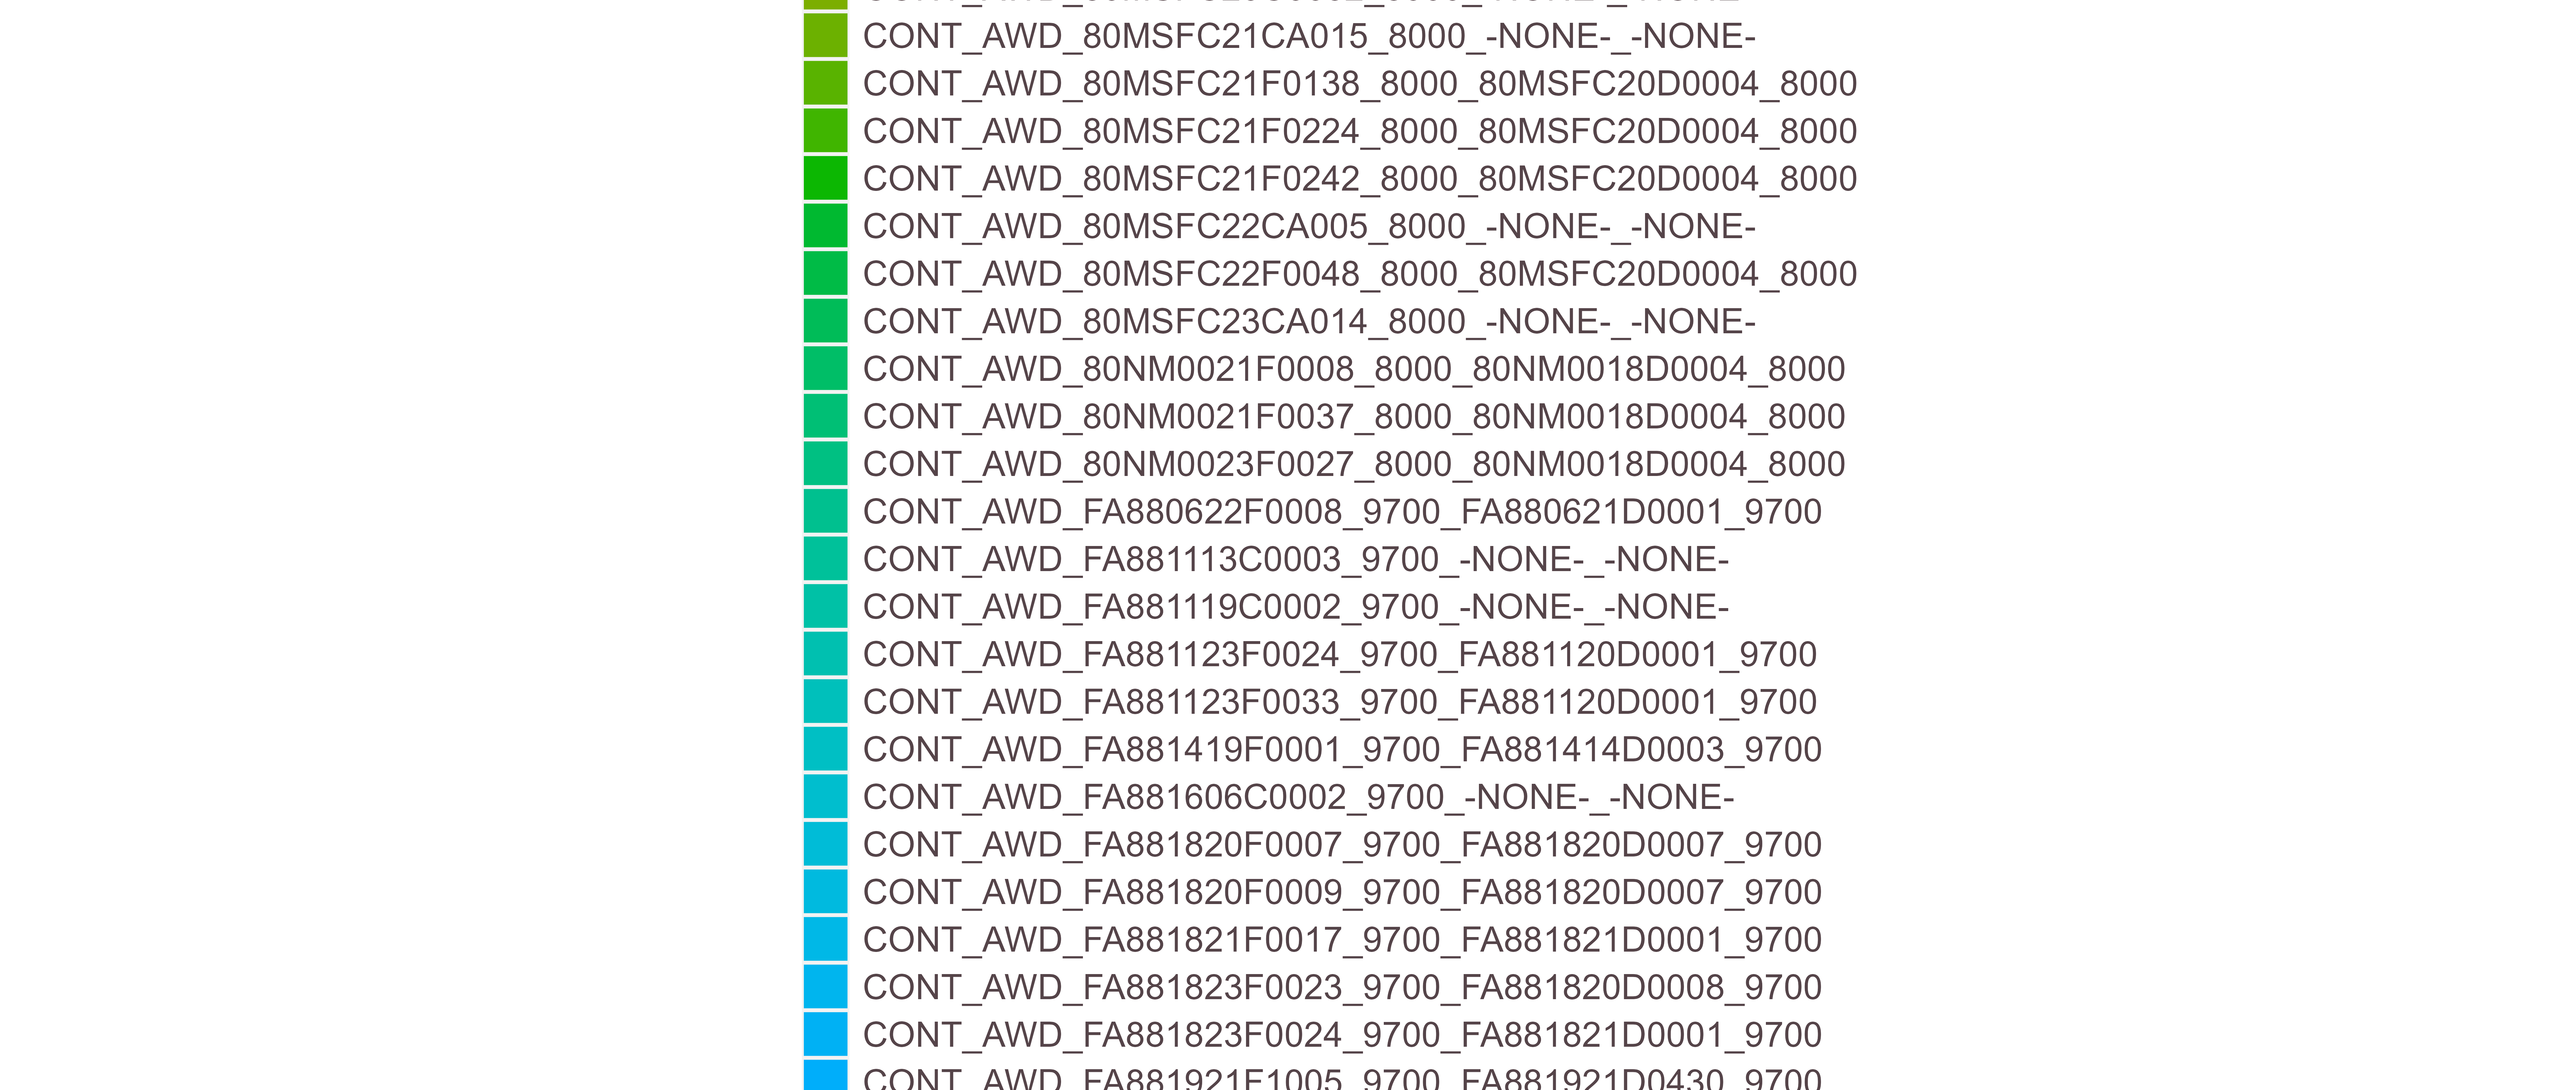 CONT_AWD_80MSFC21CA015_8000_-NONE-_-NONE-
CONT_AWD_80MSFC21F0138_8000_80MSFC20D0004_8000
CONT_AWD_80MSFC21F0224_8000_80MSFC20D0004_8000
CONT_AWD_80MSFC21F0242_8000_80MSFC20D0004_8000
CONT_AWD_80MSFC22CA005_8000_-NONE-_-NONE-
CONT_AWD_80MSFC22F0048_8000_80MSFC20D0004_8000
CONT_AWD_80MSFC23CA014_8000_-NONE-_-NONE-
CONT_AWD_80NM0021F0008_8000_80NM0018D0004_8000
CONT_AWD_80NM0021F0037_8000_80NM0018D0004_8000
CONT_AWD_80NM0023F0027_8000_80NM0018D0004_8000
CONT_AWD_FA880622F0008_9700_FA880621D0001_9700
CONT_AWD_FA881113C0003_9700_-NONE-_-NONE-
CONT_AWD_FA881119C0002_9700_-NONE-_-NONE-
CONT_AWD_FA881123F0024_9700_FA881120D0001_9700
CONT_AWD_FA881123F0033_9700_FA881120D0001_9700
CONT_AWD_FA881419F0001_9700_FA881414D0003_9700
CONT_AWD_FA881606C0002_9700_-NONE-_-NONE-
CONT_AWD_FA881820F0007_9700_FA881820D0007_9700
CONT_AWD_FA881820F0009_9700_FA881820D0007_9700
CONT_AWD_FA881821F0017_9700_FA881821D0001_9700
CONT_AWD_FA881823F0023_9700_FA881820D0008_9700
CONT_AWD_FA881823F0024_9700_FA881821D0001_9700
CONT_AWD_FA881921F1005_9700_FA881921D0430_9700